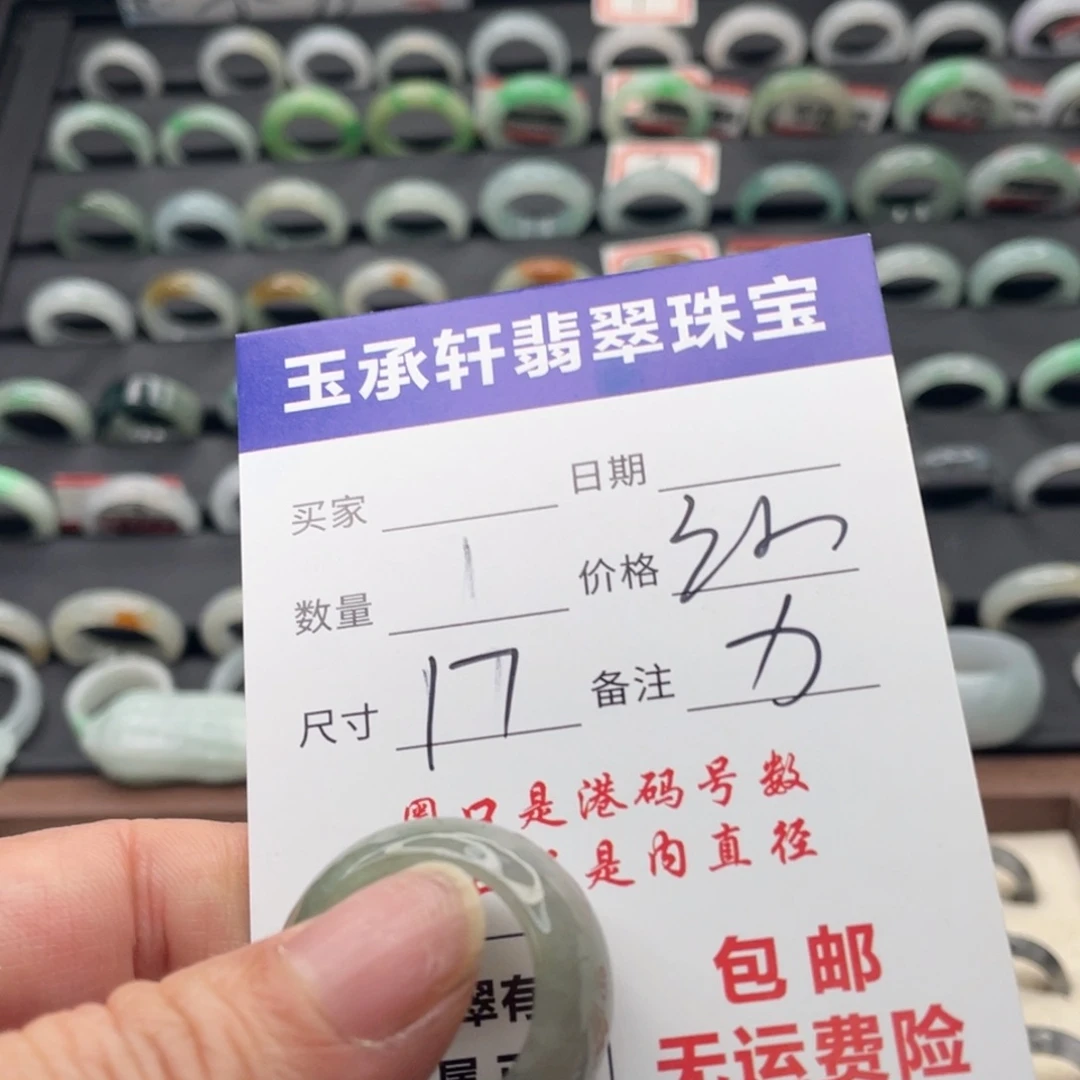 玉承轩翡翠珠宝
买家 日期
数量 1 价格
尺寸 17 备注
圈口是港码号数
是内直径
包邮
翠有
无运费险